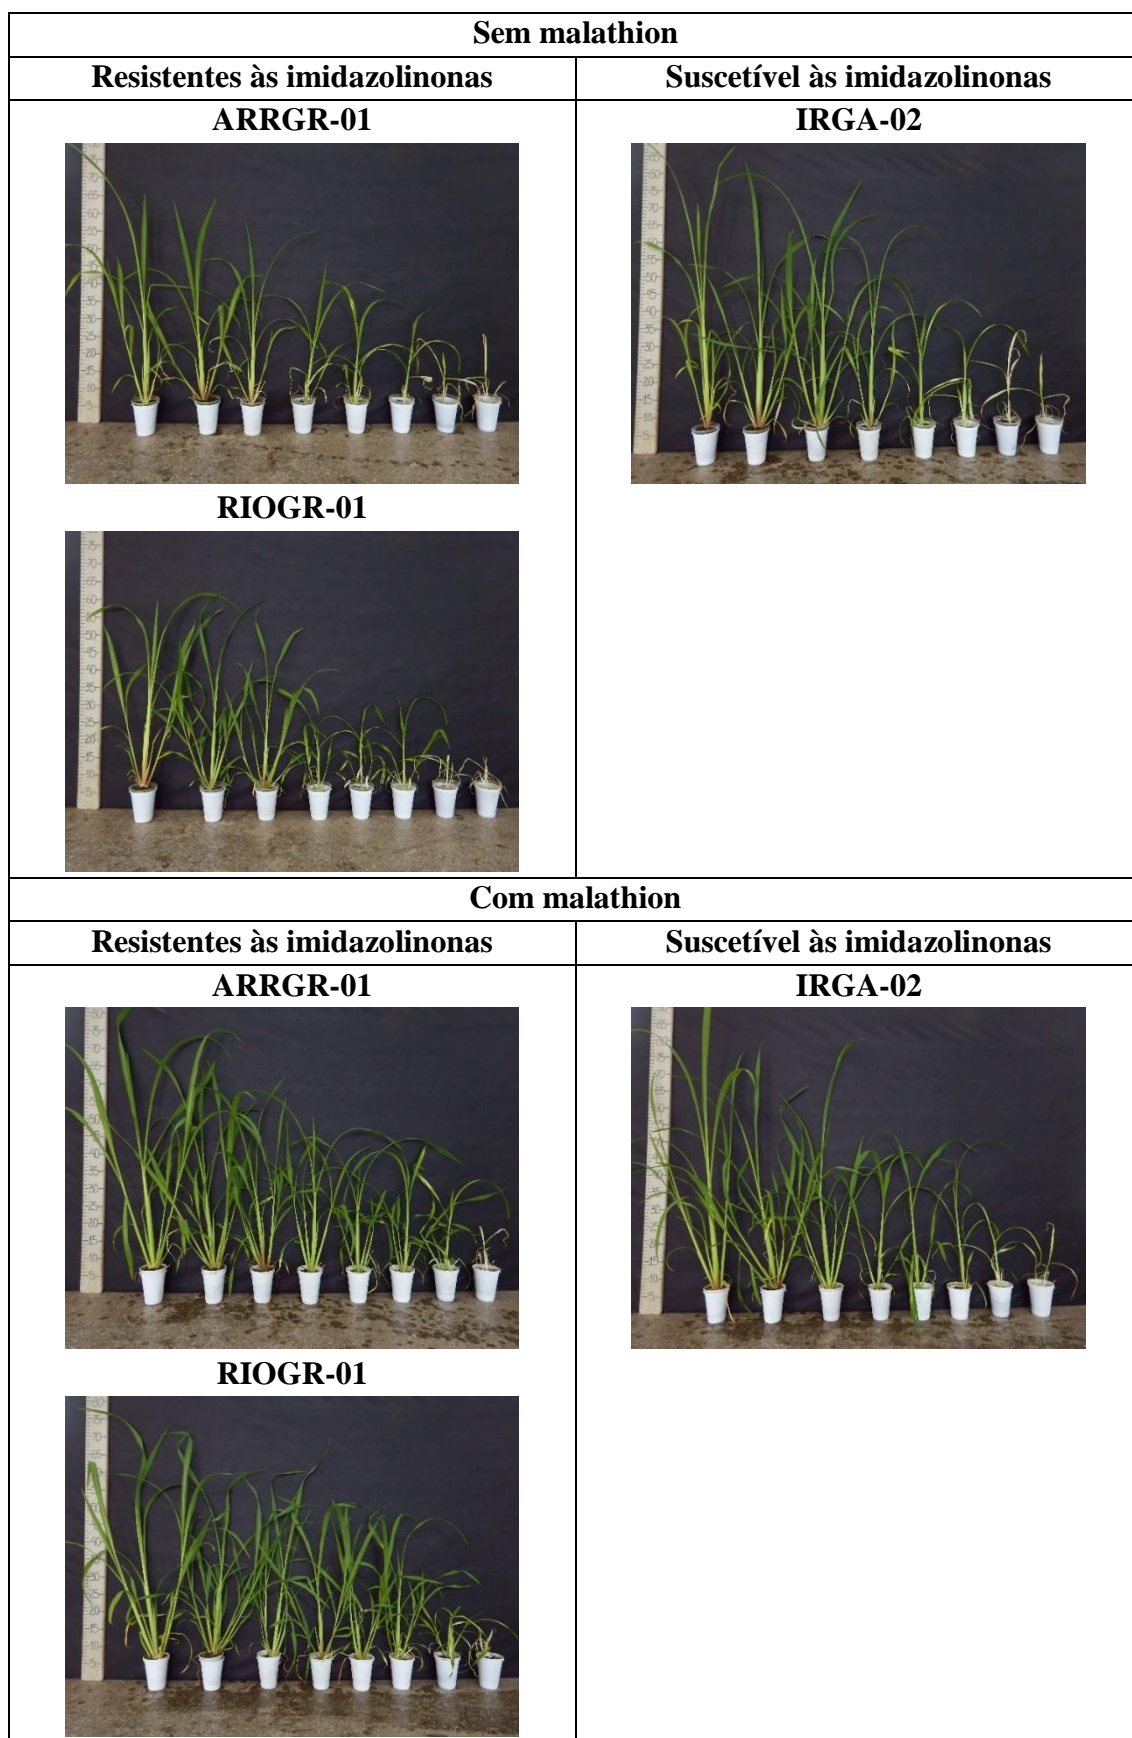 Sem malathion
Resistentes às imidazolinonas
Suscetível às imidazolinonas
ARRGR-01
IRGA-02
RIOGR-01
Com malathion
Resistentes às imidazolinonas
Suscetível às imidazolinonas
ARRGR-01
IRGA-02
RIOGR-01